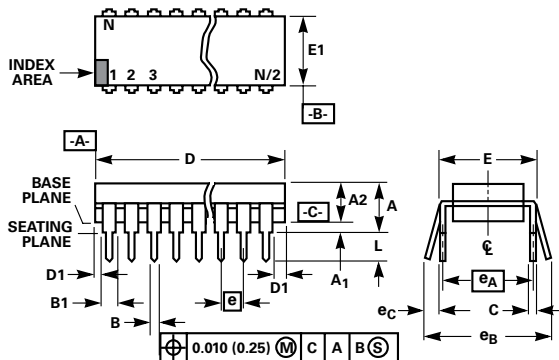 N
E1
INDEX
AREA
1 2 3 N/2
-B-
-A-
D
E
BASE
PLANE
A2
A
-C-
SEATING
PLANE
L
D1
A1
D1
B1
e
eA
B
eC
C
eB
0.010 (0.25) M C A B S
CL